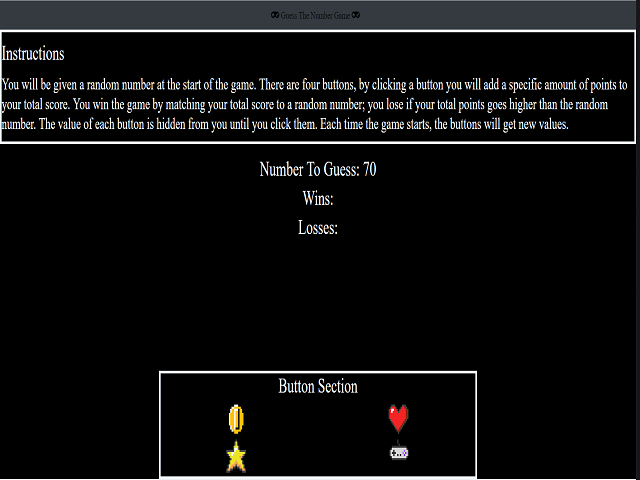 Guess The Number Game
Instructions
You will be given a random number at the start of the game. There are four buttons, by clicking a button you will add a specific amount of points to
your total score. You win the game by matching your total score to a random number; you lose if your total points goes higher than the random
number. The value of each button is hidden from you until you click them. Each time the game starts, the buttons will get new values.
Number To Guess: 70
Wins:
Losses:
Button Section